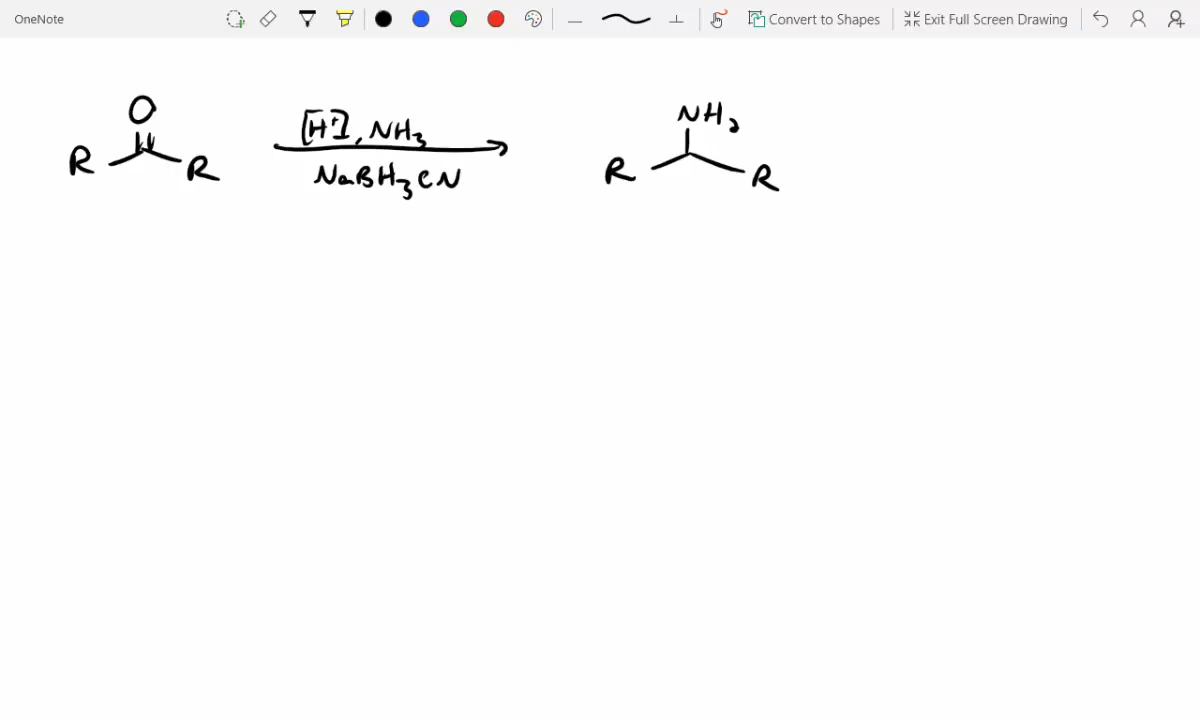 OneNote
Convert to Shapes
Exit Full Screen Drawing
O
R R
[H⁺], NH₃
NaBH₃CN
NH₂
R R